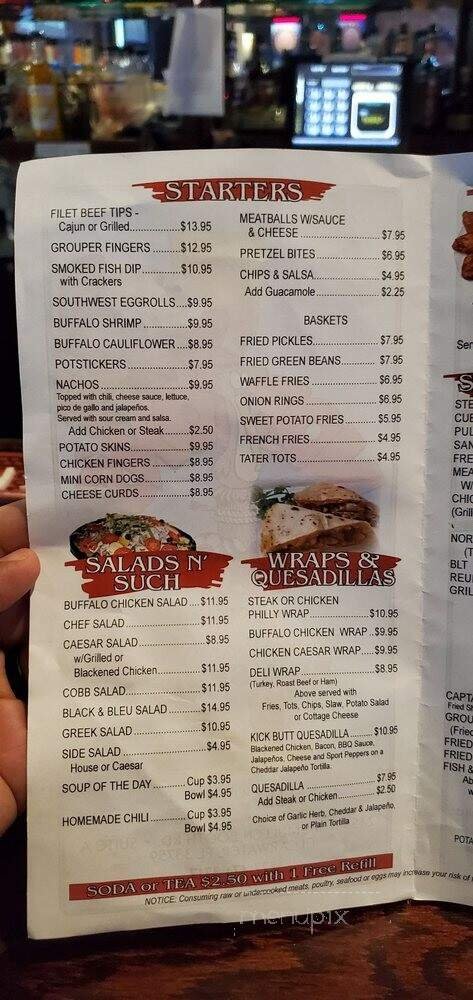 STARTERS
FILET BEEF TIPS -
Cajun or Grilled..................$13.95
GROUPER FINGERS .........$12.95
SMOKED FISH DIP.............$10.95
with Crackers
SOUTHWEST EGGROLLS...$9.95
BUFFALO SHRIMP ..............$9.95
BUFFALO CAULIFLOWER ...$8.95
POTSTICKERS ...................$7.95
NACHOS .............................$9.95
Topped with chili, cheese sauce, lettuce,
pico de gallo and jalapeños.
Served with sour cream and salsa.
Add Chicken or Steak........$2.50
POTATO SKINS...................$9.95
CHICKEN FINGERS ............$8.95
MINI CORN DOGS...............$8.95
CHEESE CURDS.................$8.95
MEATBALLS W/SAUCE
& CHEESE ........................... $7.95
PRETZEL BITES .................... $6.95
CHIPS & SALSA..................... $4.95
Add Guacamole..................... $2.25
BASKETS
FRIED PICKLES.....................$7.95
FRIED GREEN BEANS........... $7.95
WAFFLE FRIES ..................... $6.95
ONION RINGS ....................... $6.95
SWEET POTATO FRIES ......... $5.95
FRENCH FRIES..................... $4.95
TATER TOTS......................... $4.95
SALADS N'
SUCH
BUFFALO CHICKEN SALAD ....$11.95
CHEF SALAD.........................$11.95
CAESAR SALAD.....................$8.95
w/Grilled or
Blackened Chicken..............$11.95
COBB SALAD........................$11.95
BLACK & BLEU SALAD .........$14.95
GREEK SALAD .....................$10.95
SIDE SALAD .........................$4.95
House or Caesar
SOUP OF THE DAY ...........Cup $3.95
Bowl $4.95
HOMEMADE CHILI............Cup $3.95
Bowl $4.95
WRAPS &
QUESADILLAS
STEAK OR CHICKEN
PHILLY WRAP....................$10.95
BUFFALO CHICKEN WRAP ..$9.95
CHICKEN CAESAR WRAP....$9.95
DELI WRAP.........................$8.95
(Turkey, Roast Beef or Ham)
Above served with
Fries, Tots, Chips, Slaw, Potato Salad
or Cottage Cheese
KICK BUTT QUESADILLA .......$10.95
Blackened Chicken, Bacon, BBQ Sauce,
Jalapeños, Cheese and Sport Peppers on a
Cheddar Jalapeño Tortilla.
QUESADILLA .......................$7.95
Add Steak or Chicken............$2.50
Choice of Garlic Herb, Cheddar & Jalapeño,
or Plain Tortilla
SODA or TEA $2.50 with 1 Free Refill
NOTICE: Consuming raw or undercooked meats, poultry, seafood or eggs may increase your risk of
menupix